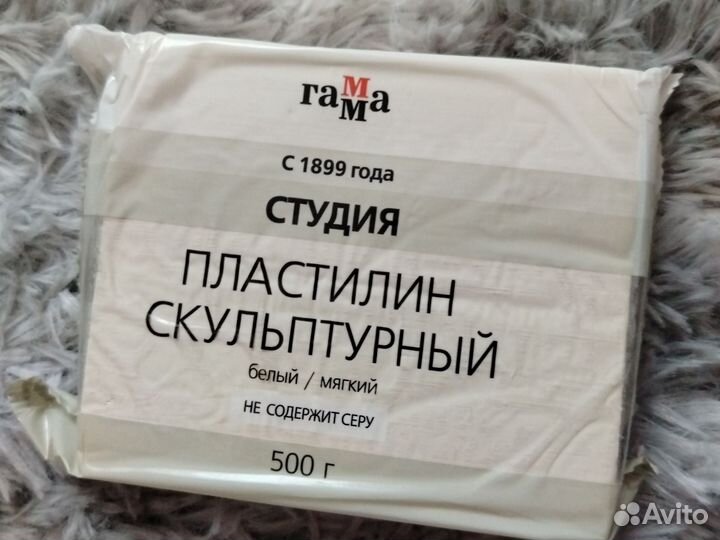 гамма
С 1899 года
СТУДИЯ
ПЛАСТИЛИН
СКУЛЬПТУРНЫЙ
белый / мягкий
НЕ СОДЕРЖИТ СЕРУ
500 г
Avito